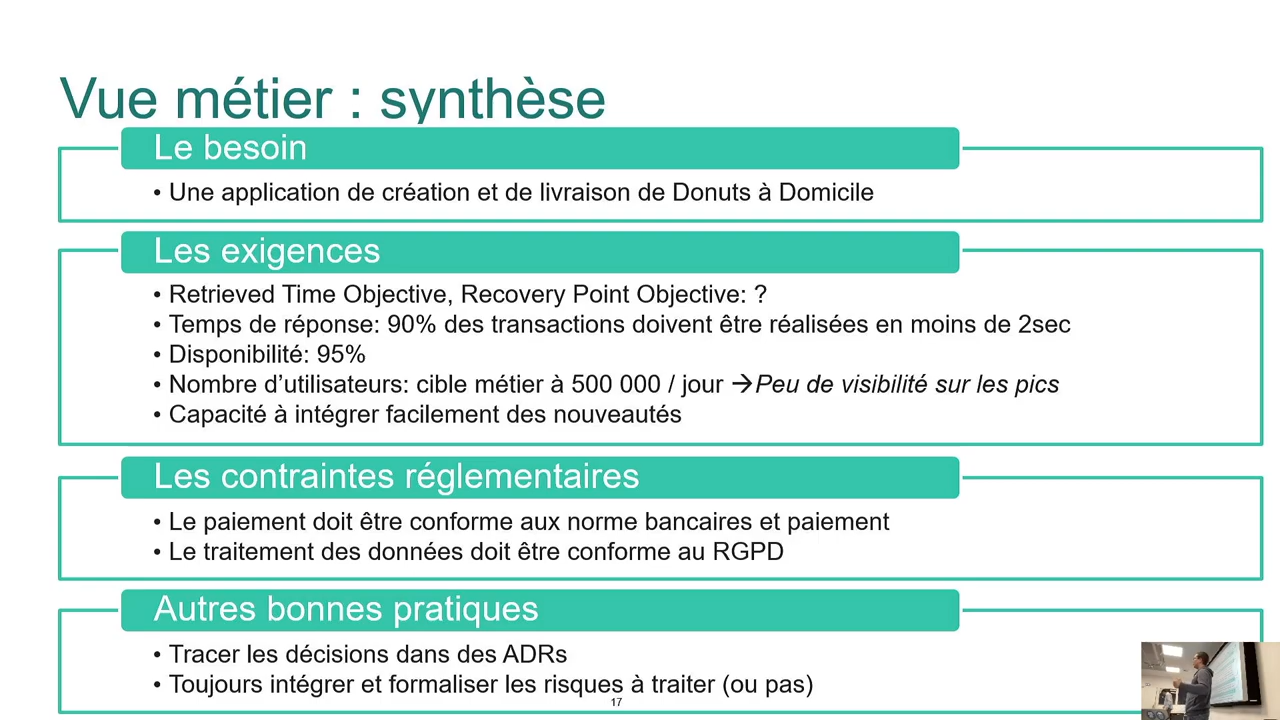 Vue métier : synthèse
Le besoin
• Une application de création et de livraison de Donuts à Domicile
Les exigences
• Retrieved Time Objective, Recovery Point Objective: ?
• Temps de réponse: 90% des transactions doivent être réalisées en moins de 2sec
• Disponibilité: 95%
• Nombre d’utilisateurs: cible métier à 500 000 / jour →Peu de visibilité sur les pics
• Capacité à intégrer facilement des nouveautés
Les contraintes réglementaires
• Le paiement doit être conforme aux norme bancaires et paiement
• Le traitement des données doit être conforme au RGPD
Autres bonnes pratiques
• Tracer les décisions dans des ADRs
• Toujours intégrer et formaliser les risques à traiter (ou pas)
17